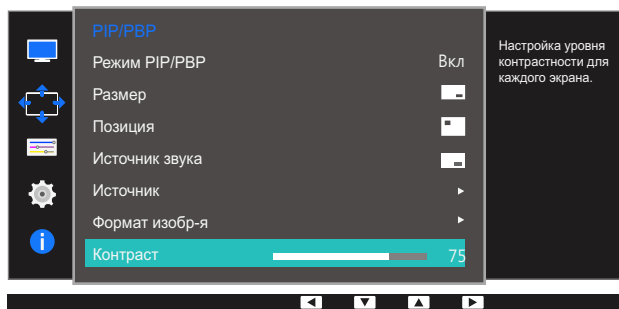 PIP/PBP
Режим PIP/PBP Вкл
Размер
Позиция
Источник звука
Источник
Формат изобр-я
Контраст 75
Настройка уровня
контрастности для
каждого экрана.